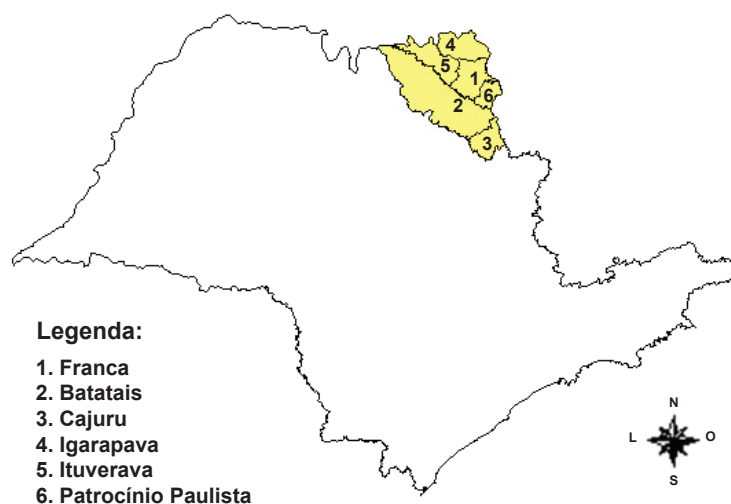 4
5
1
6
2
3
Legenda:
1. Franca
2. Batatais
3. Cajuru
4. Igarapava
5. Ituverava
6. Patrocínio Paulista
N
L O
S